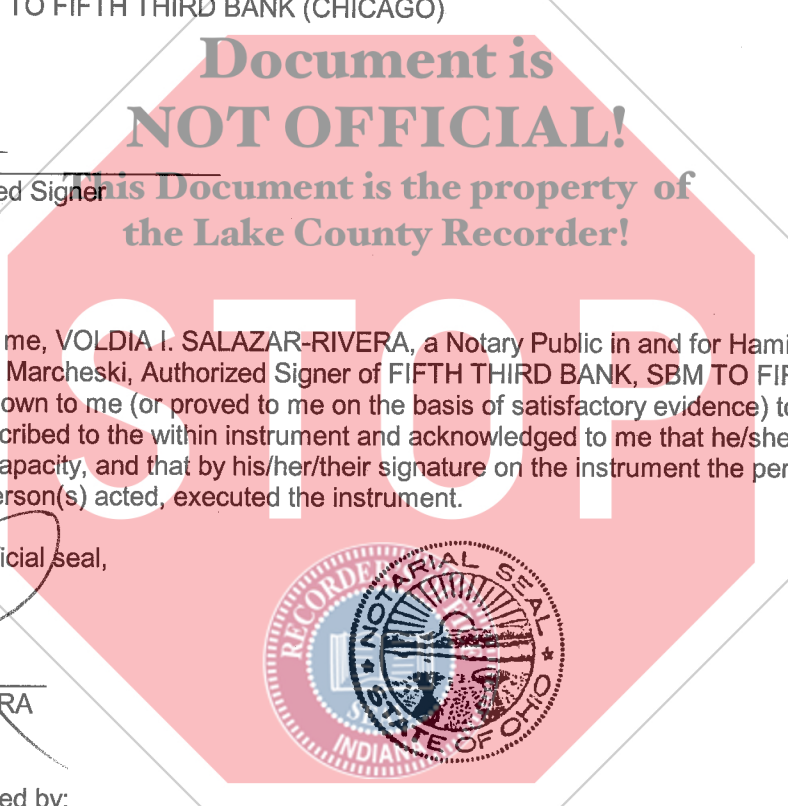 TO FIFTH THIRD BANK (CHICAGO)
Document is
NOT OFFICIAL!
ed Signer
This Document is the property of
the Lake County Recorder!
STOP
me, VOLDIA I. SALAZAR-RIVERA, a Notary Public in and for Hami
Marcheski, Authorized Signer of FIFTH THIRD BANK, SBM TO FIF
own to me (or proved to me on the basis of satisfactory evidence) to
cribed to the within instrument and acknowledged to me that he/she
apacity, and that by his/her/their signature on the instrument the per
erson(s) acted, executed the instrument.
icial seal,
NOTARIAL SEAL
STATE OF OHIO
RECORDER
INDIANA
RA
ed by: